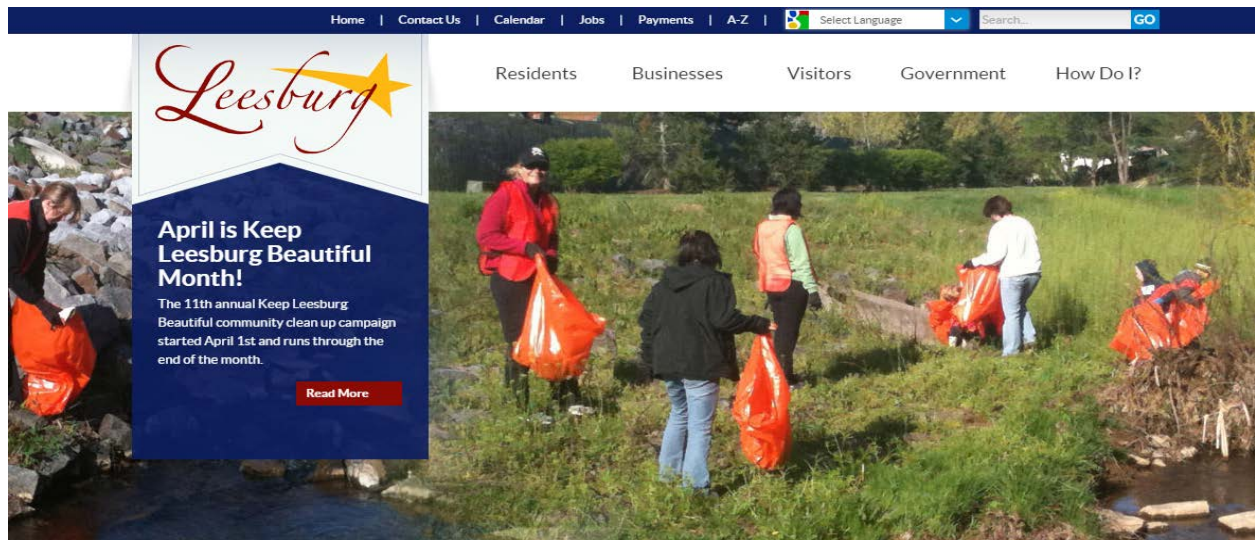 Home | Contact Us | Calendar | Jobs | Payments | A-Z | Select Language Search... GO
Leesburg
Residents Businesses Visitors Government How Do I?
April is Keep
Leesburg Beautiful
Month!
The 11th annual Keep Leesburg
Beautiful community clean up campaign
started April 1st and runs through the
end of the month.
Read More